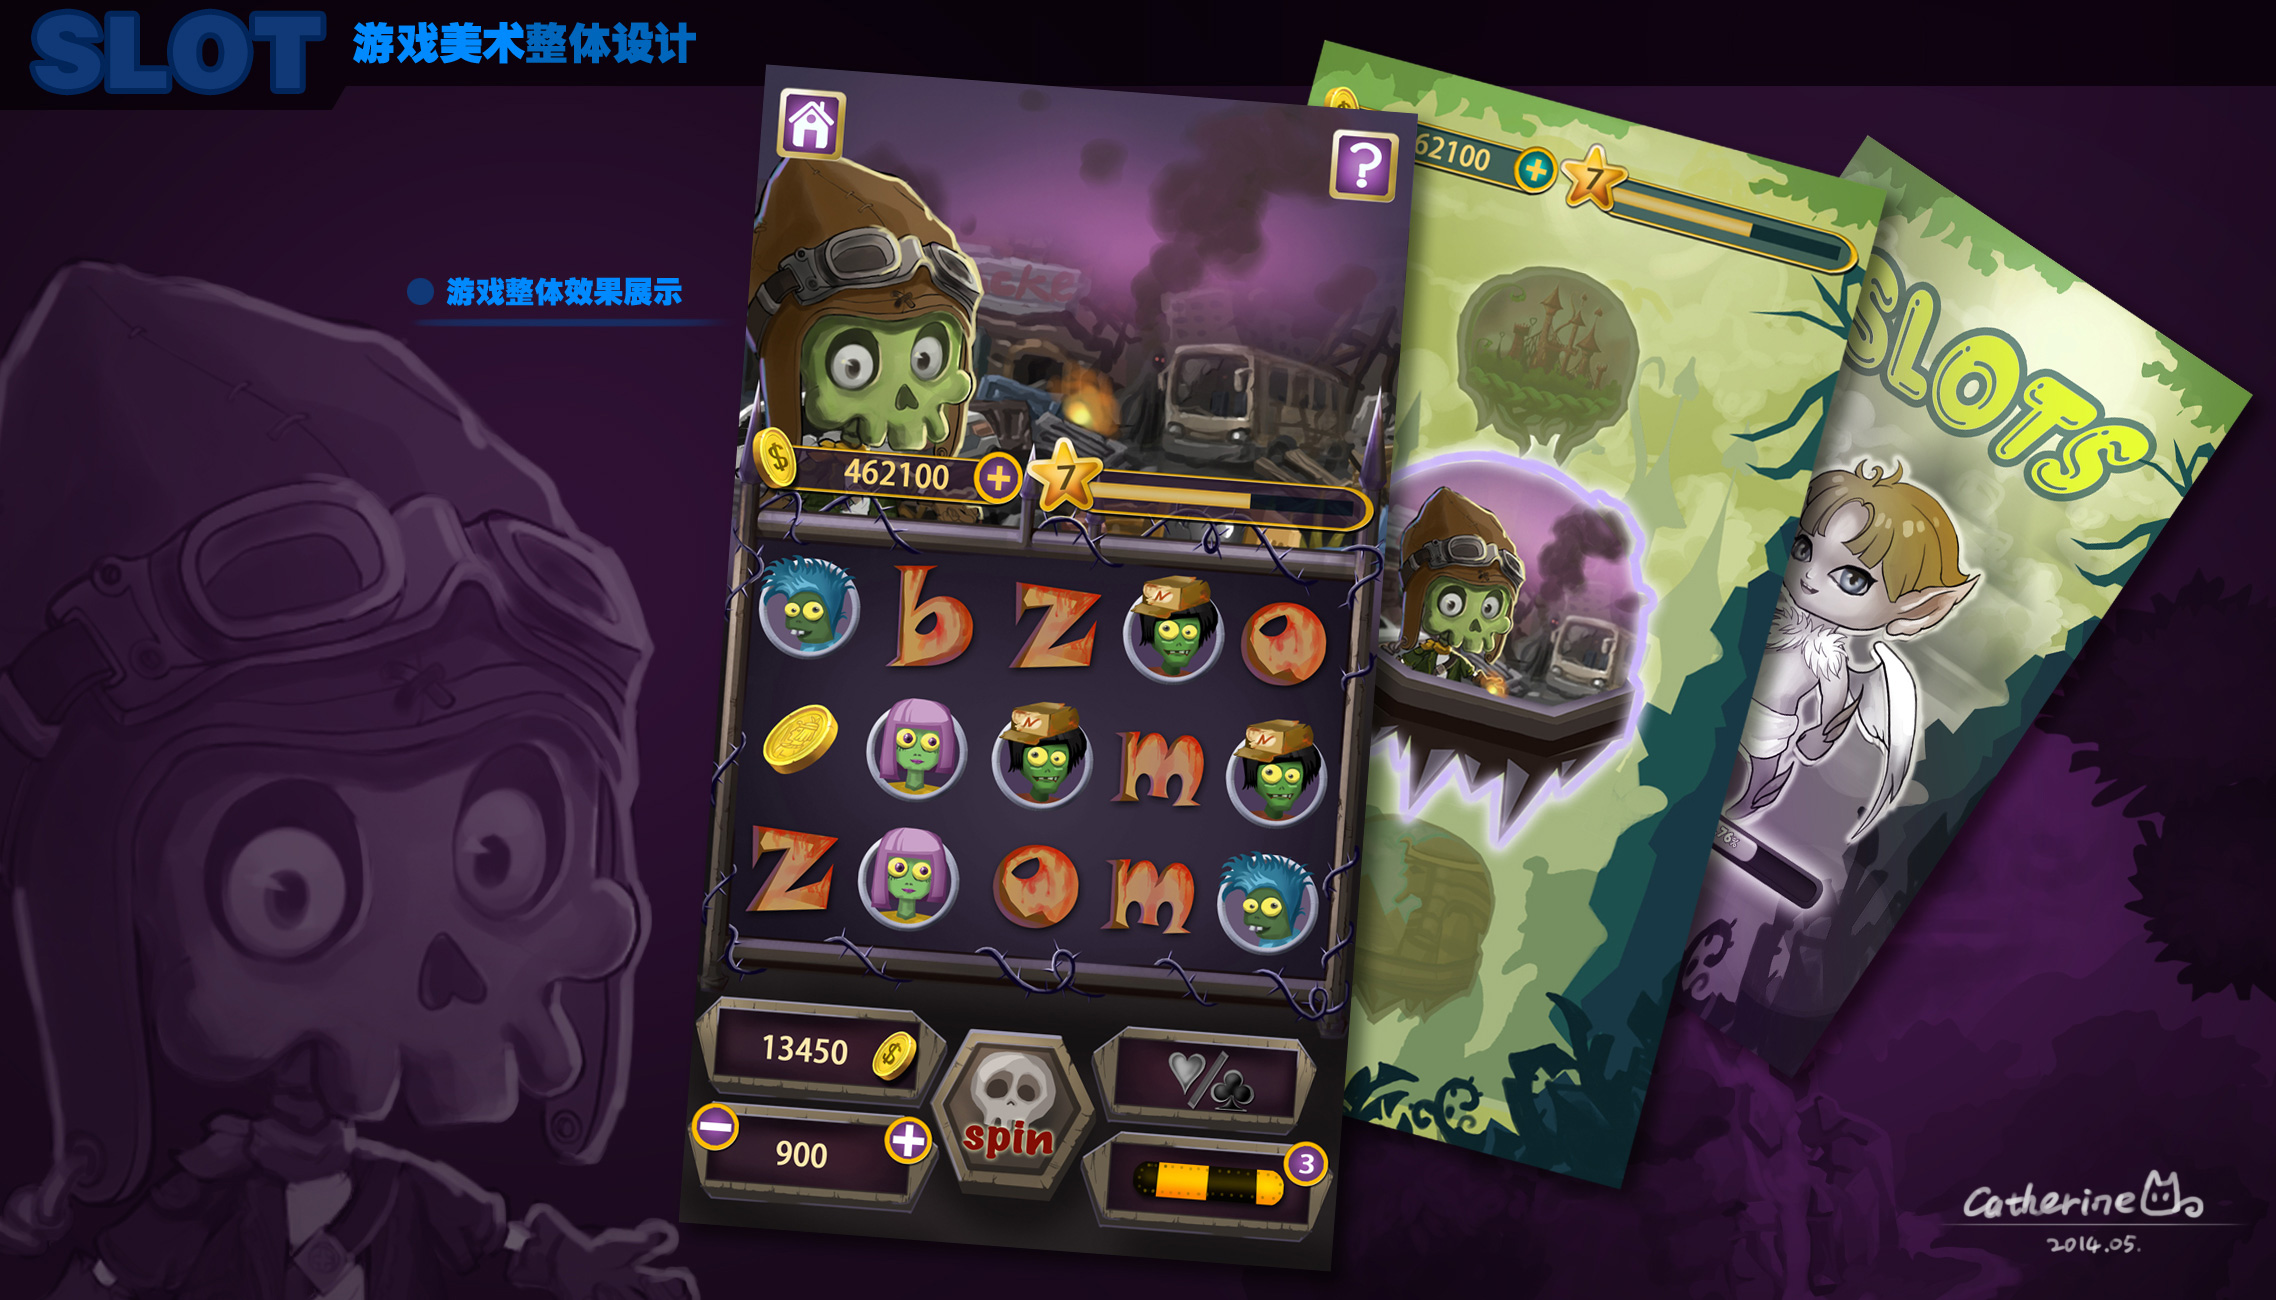 SLOT
游戏美术整体设计
游戏整体效果展示
?
462100 +
7
62100 +
7
SLOTS
b z o
m
z o m
76%
13450 $
- 900 +
spin
3
Catherine
2014.05.